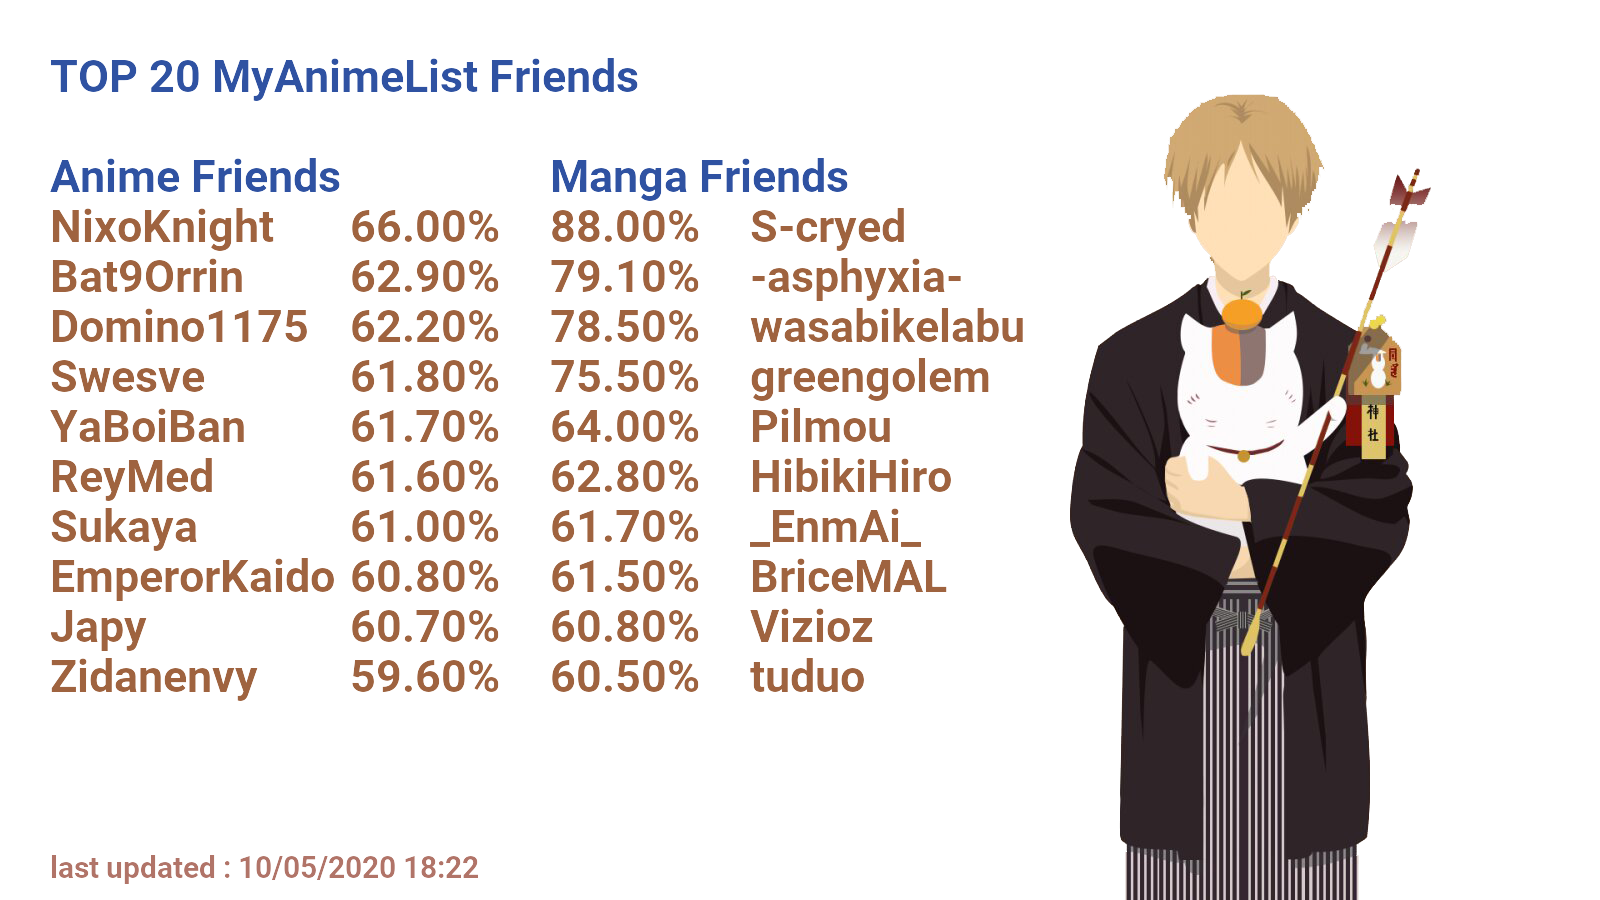 TOP 20 MyAnimeList Friends
Anime Friends Manga Friends
NixoKnight 66.00% 88.00% S-cryed
Bat9Orrin 62.90% 79.10% -asphyxia-
Domino1175 62.20% 78.50% wasabikelabu
Swesve 61.80% 75.50% greengolem
YaBoiBan 61.70% 64.00% Pilmou
ReyMed 61.60% 62.80% HibikiHiro
Sukaya 61.00% 61.70% _EnmAi_
EmperorKaido 60.80% 61.50% BriceMAL
Japy 60.70% 60.80% Vizioz
Zidanenvy 59.60% 60.50% tuduo
神社
last updated : 10/05/2020 18:22